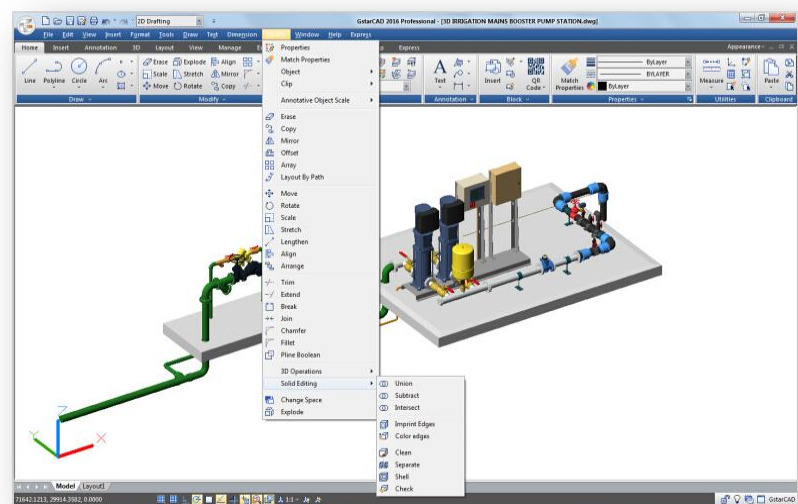 2D Drafting
GstarCAD 2016 Professional - [3D IRRIGATION MAINS BOOSTER PUMP STATION.dwg]
File Edit View Insert Format Tools Draw Text Dimension Window Help Express
Home Insert Annotation 3D Layout View Manage Express Appearance
Line Polyline Circle Arc
Erase Explode Align
Scale Stretch Mirror
Move Rotate Copy
Text
Insert
QR Code
Match Properties
ByLayer
BYLAYER
ByLayer
Measure
Paste
Draw Modify Annotation Block Properties Utilities Clipboard
Properties
Match Properties
Object
Clip
Annotative Object Scale
Erase
Copy
Mirror
Offset
Array
Layout By Path
Move
Rotate
Scale
Stretch
Lengthen
Align
Arrange
Trim
Extend
Break
Join
Chamfer
Fillet
Pline Boolean
3D Operations
Solid Editing
Change Space
Explode
Union
Subtract
Intersect
Imprint Edges
Color edges
Clean
Separate
Shell
Check
Z
Y
X
Model Layout1
71642.1213, 29914.3582, 0.0000
1:1
GstarCAD